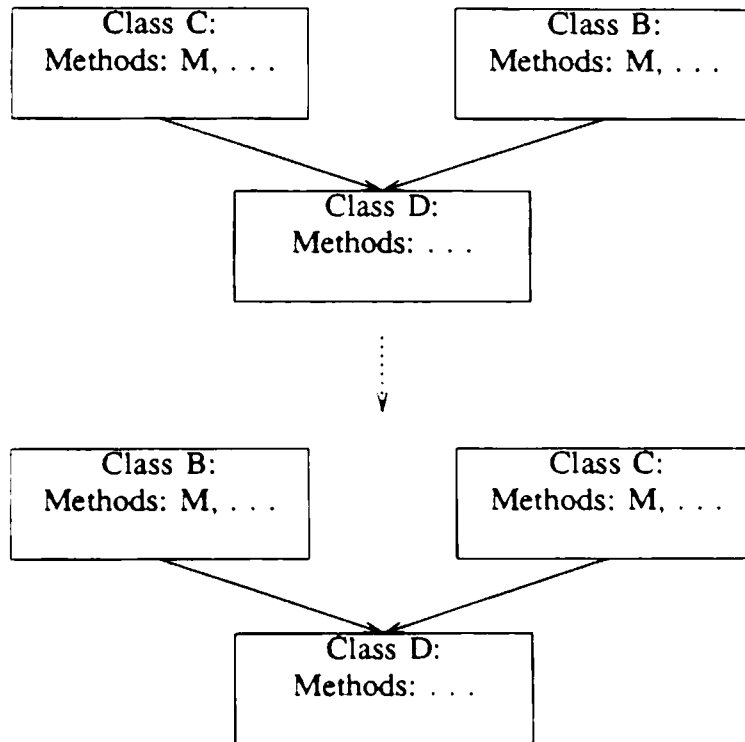 Class C:
Methods: M, . . .
Class B:
Methods: M, . . .
Class D:
Methods: . . .
Class B:
Methods: M, . . .
Class C:
Methods: M, . . .
Class D:
Methods: . . .